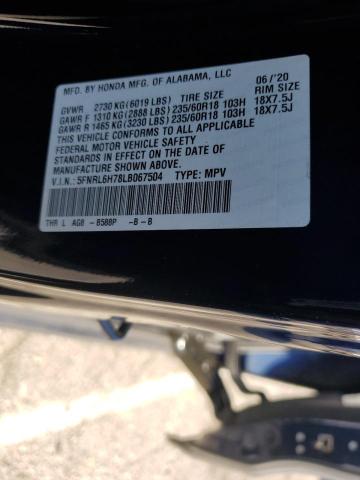 MFD. BY HONDA MFG. OF ALABAMA, LLC 06/'20
GVWR 2730 KG(6019 LBS) TIRE SIZE RIM SIZE
GAWR F 1310 KG(2888 LBS) 235/60R18 103H 18X7.5J
GAWR R 1465 KG(3230 LBS) 235/60R18 103H 18X7.5J
THIS VEHICLE CONFORMS TO ALL APPLICABLE
FEDERAL MOTOR VEHICLE SAFETY
STANDARDS IN EFFECT ON THE DATE OF
MANUFACTURE SHOWN ABOVE.
V.I.N.: 5FNRL6H78LB067504 TYPE: MPV
THR L AG0 -B588P -B -B